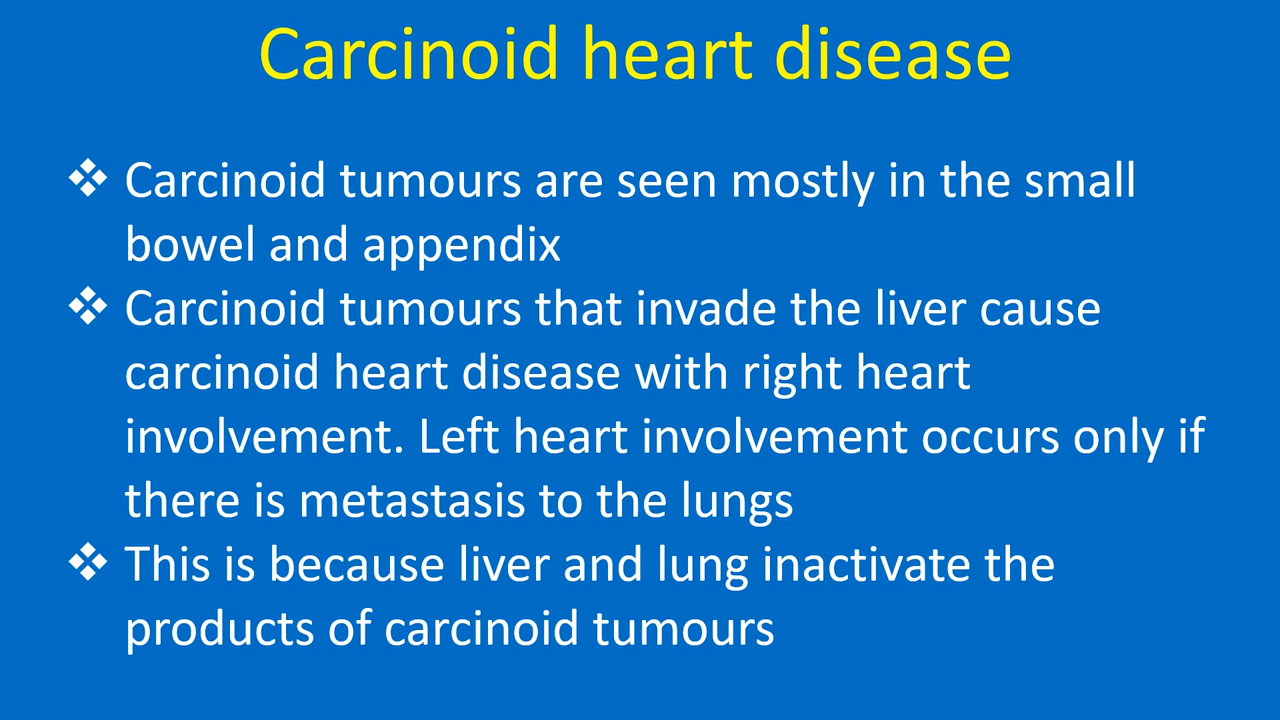 Carcinoid heart disease
❖ Carcinoid tumours are seen mostly in the small
bowel and appendix
❖ Carcinoid tumours that invade the liver cause
carcinoid heart disease with right heart
involvement. Left heart involvement occurs only if
there is metastasis to the lungs
❖ This is because liver and lung inactivate the
products of carcinoid tumours